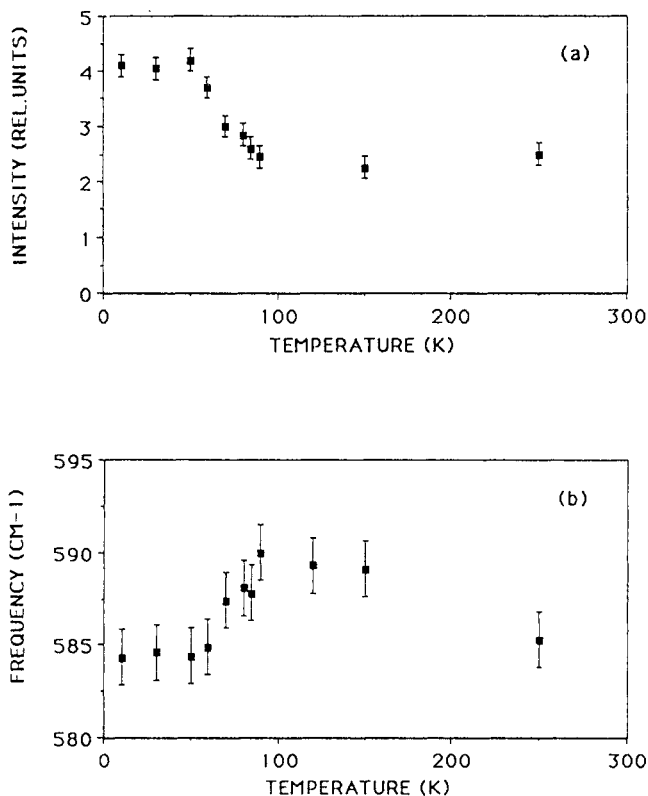 5
(a)
4
3
2
1
0
INTENSITY (REL.UNITS)
0 100 200 300
TEMPERATURE (K)
595
(b)
590
585
580
FREQUENCY (CM-1)
0 100 200 300
TEMPERATURE (K)